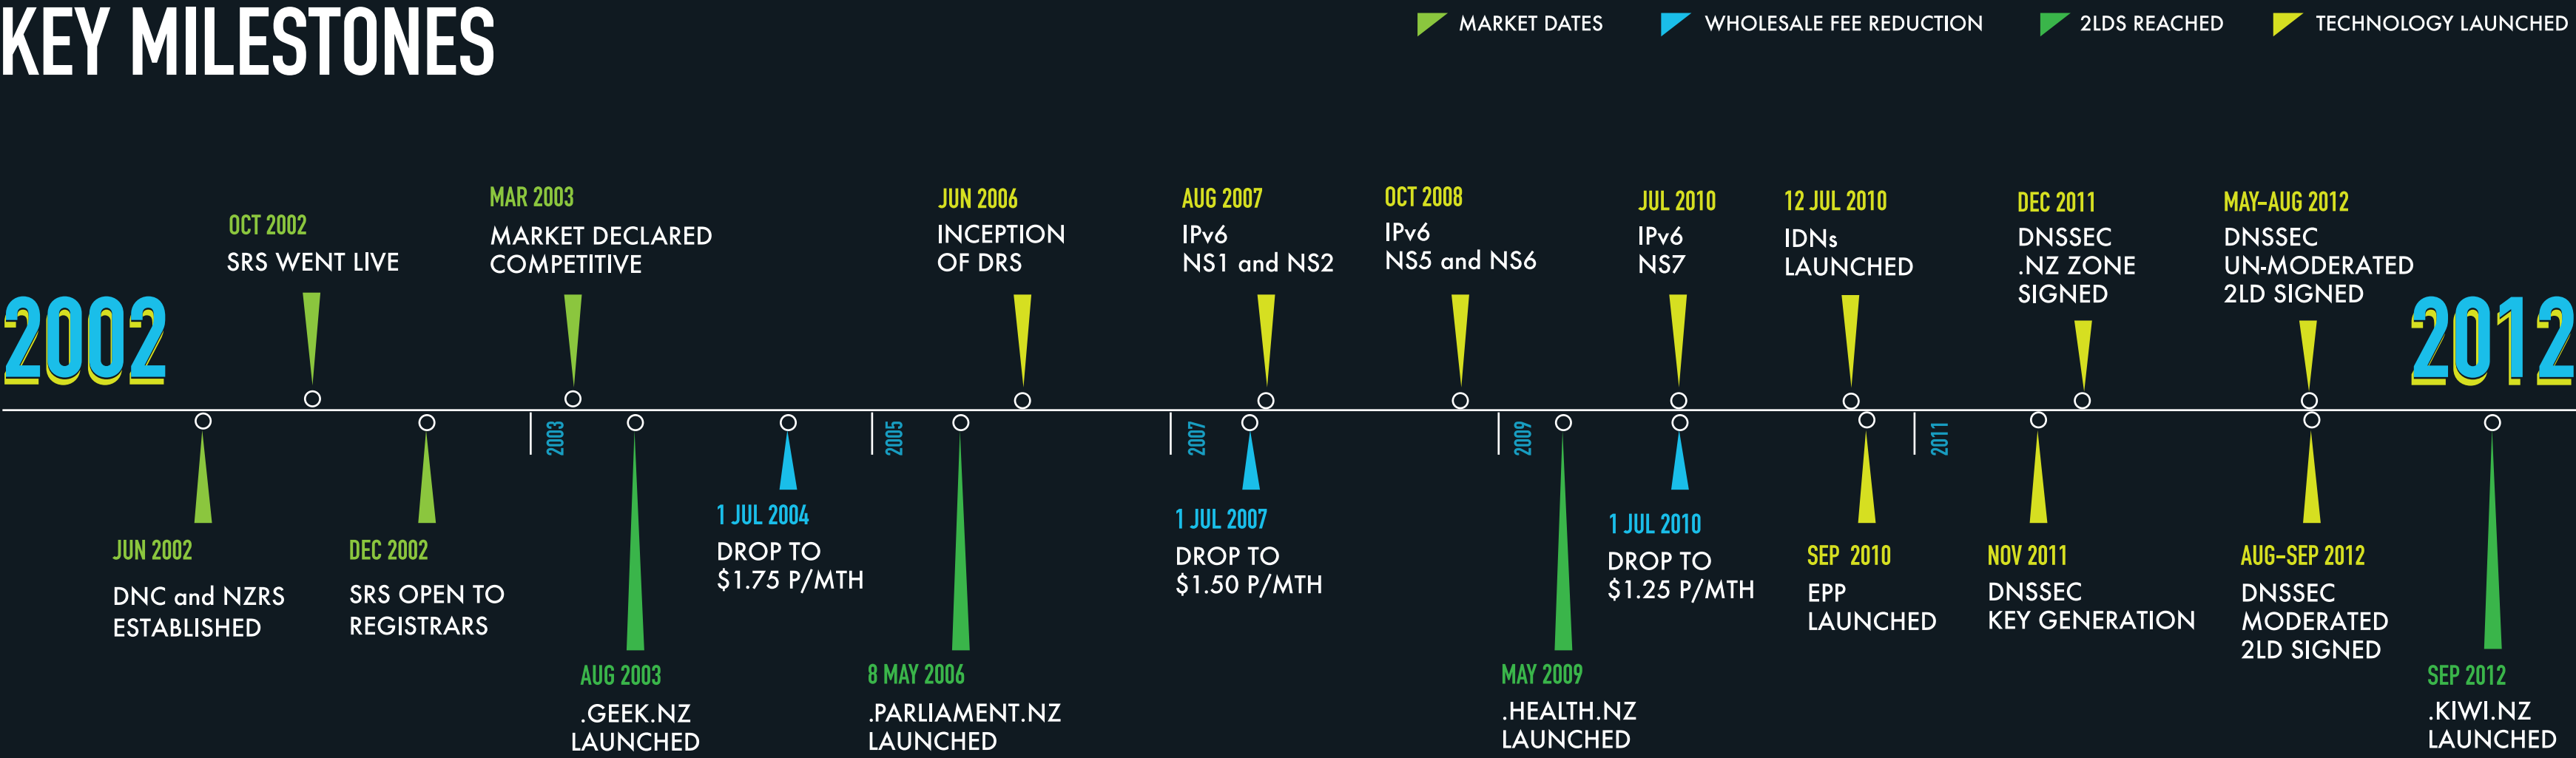 KEY MILESTONES
MARKET DATES
WHOLESALE FEE REDUCTION
2LDS REACHED
TECHNOLOGY LAUNCHED
2002
OCT 2002
SRS WENT LIVE
MAR 2003
MARKET DECLARED
COMPETITIVE
JUN 2006
INCEPTION
OF DRS
AUG 2007
IPv6
NS1 and NS2
OCT 2008
IPv6
NS5 and NS6
JUL 2010
IPv6
NS7
12 JUL 2010
IDNs
LAUNCHED
DEC 2011
DNSSEC
.NZ ZONE
SIGNED
MAY-AUG 2012
DNSSEC
UN-MODERATED
2LD SIGNED
2012
2003
2005
2007
2009
2011
JUN 2002
DNC and NZRS
ESTABLISHED
DEC 2002
SRS OPEN TO
REGISTRARS
AUG 2003
.GEEK.NZ
LAUNCHED
1 JUL 2004
DROP TO
$1.75 P/MTH
8 MAY 2006
.PARLIAMENT.NZ
LAUNCHED
1 JUL 2007
DROP TO
$1.50 P/MTH
MAY 2009
.HEALTH.NZ
LAUNCHED
1 JUL 2010
DROP TO
$1.25 P/MTH
SEP 2010
EPP
LAUNCHED
NOV 2011
DNSSEC
KEY GENERATION
AUG-SEP 2012
DNSSEC
MODERATED
2LD SIGNED
SEP 2012
.KIWI.NZ
LAUNCHED